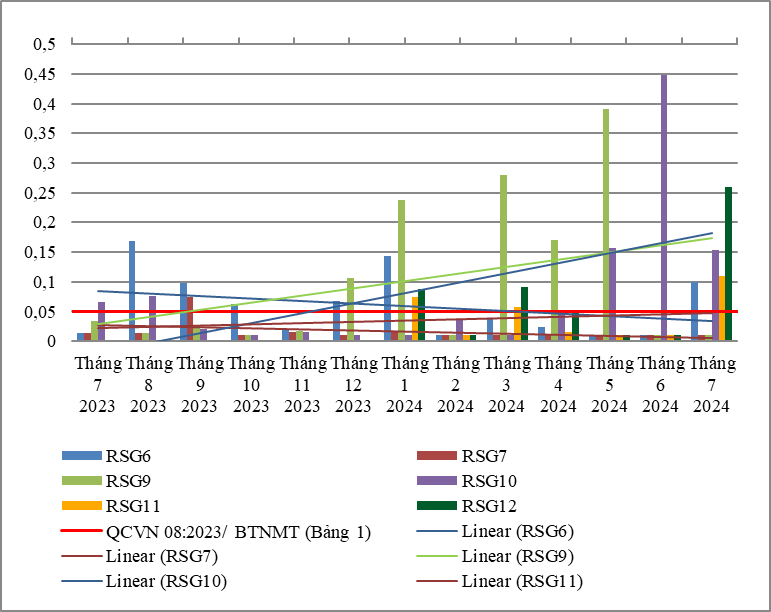 0,5
0,45
0,4
0,35
0,3
0,25
0,2
0,15
0,1
0,05
0
Tháng Tháng Tháng Tháng Tháng Tháng Tháng Tháng Tháng Tháng Tháng Tháng Tháng
7 8 9 10 11 12 1 2 3 4 5 6 7
2023 2023 2023 2023 2023 2023 2024 2024 2024 2024 2024 2024 2024
RSG6 RSG7
RSG9 RSG10
RSG11 RSG12
QCVN 08:2023/ BTNMT (Bảng 1) Linear (RSG6)
Linear (RSG7) Linear (RSG9)
Linear (RSG10) Linear (RSG11)